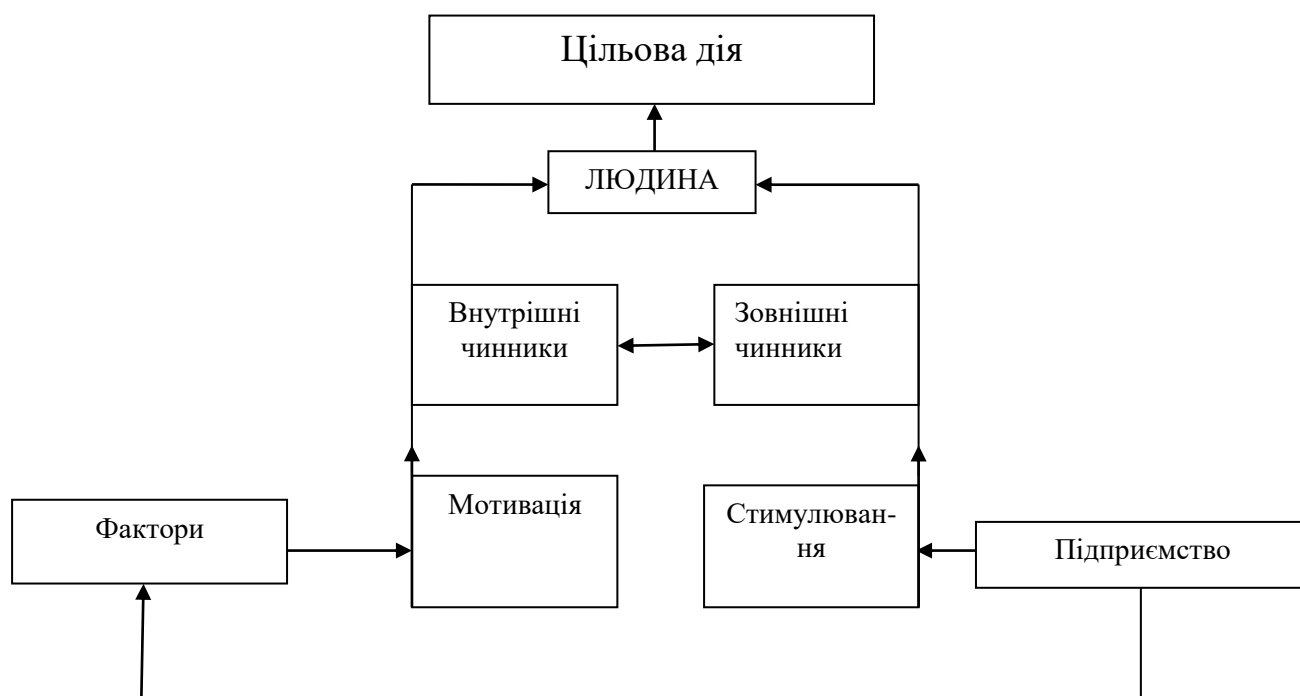 Цільова дія
ЛЮДИНА
Внутрішні
чинники
Зовнішні
чинники
Фактори
Мотивація
Стимулюван-
ня
Підприємство